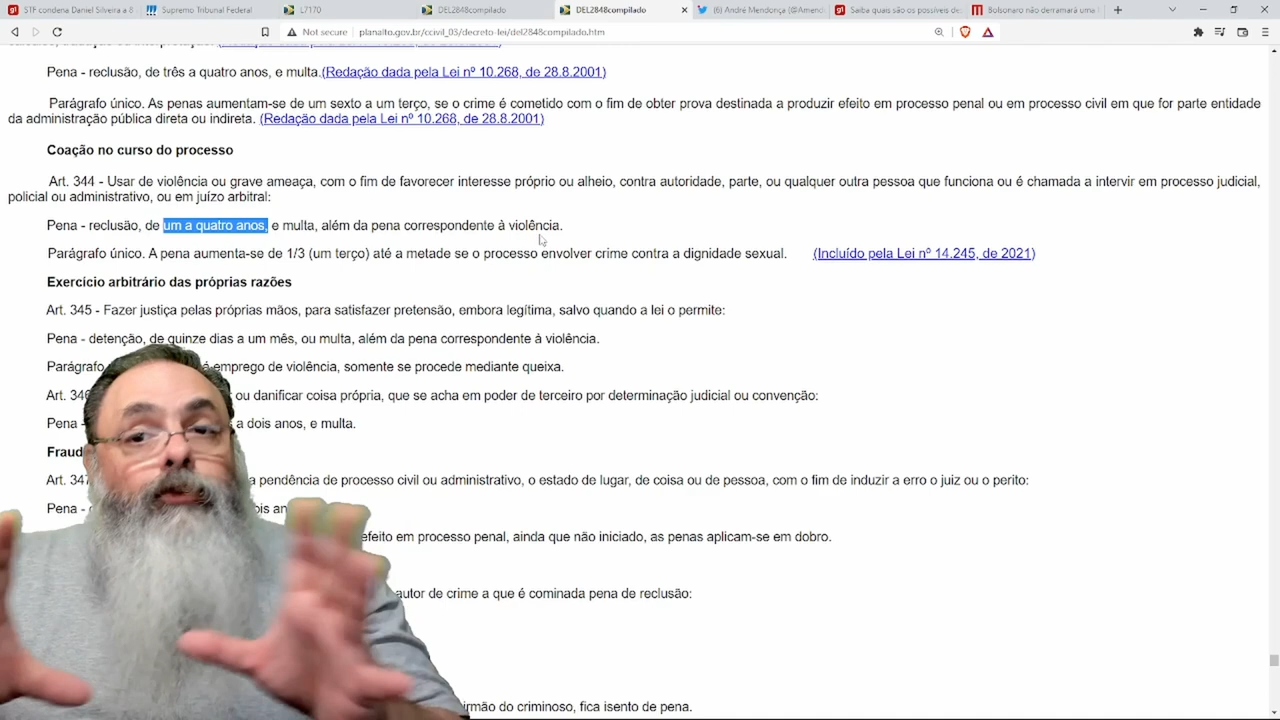 STF condena Daniel Silveira a 8
Supremo Tribunal Federal
L7170
DEL2848compilado
DEL2848compilado
(6) André Mendonça (@Amend
Saiba quais são os possíveis de
Bolsonaro não derramará uma l
Not secure planalto.gov.br/ccivil_03/decreto-lei/del2848compilado.htm
Pena - reclusão, de três a quatro anos, e multa.(Redação dada pela Lei nº 10.268, de 28.8.2001)
Parágrafo único. As penas aumentam-se de um sexto a um terço, se o crime é cometido com o fim de obter prova destinada a produzir efeito em processo penal ou em processo civil em que for parte entidade
da administração pública direta ou indireta. (Redação dada pela Lei nº 10.268, de 28.8.2001)
Coação no curso do processo
Art. 344 - Usar de violência ou grave ameaça, com o fim de favorecer interesse próprio ou alheio, contra autoridade, parte, ou qualquer outra pessoa que funciona ou é chamada a intervir em processo judicial,
policial ou administrativo, ou em juízo arbitral:
Pena - reclusão, de um a quatro anos, e multa, além da pena correspondente à violência.
Parágrafo único. A pena aumenta-se de 1/3 (um terço) até a metade se o processo envolver crime contra a dignidade sexual. (Incluído pela Lei nº 14.245, de 2021)
Exercício arbitrário das próprias razões
Art. 345 - Fazer justiça pelas próprias mãos, para satisfazer pretensão, embora legítima, salvo quando a lei o permite:
Pena - detenção, de quinze dias a um mês, ou multa, além da pena correspondente à violência.
Parágrafo emprego de violência, somente se procede mediante queixa.
Art. 346 ou danificar coisa própria, que se acha em poder de terceiro por determinação judicial ou convenção:
Pena - a dois anos, e multa.
Fraud
Art. 347 a pendência de processo civil ou administrativo, o estado de lugar, de coisa ou de pessoa, com o fim de induzir a erro o juiz ou o perito:
Pena -
efeito em processo penal, ainda que não iniciado, as penas aplicam-se em dobro.
autor de crime a que é cominada pena de reclusão:
irmão do criminoso, fica isento de pena.